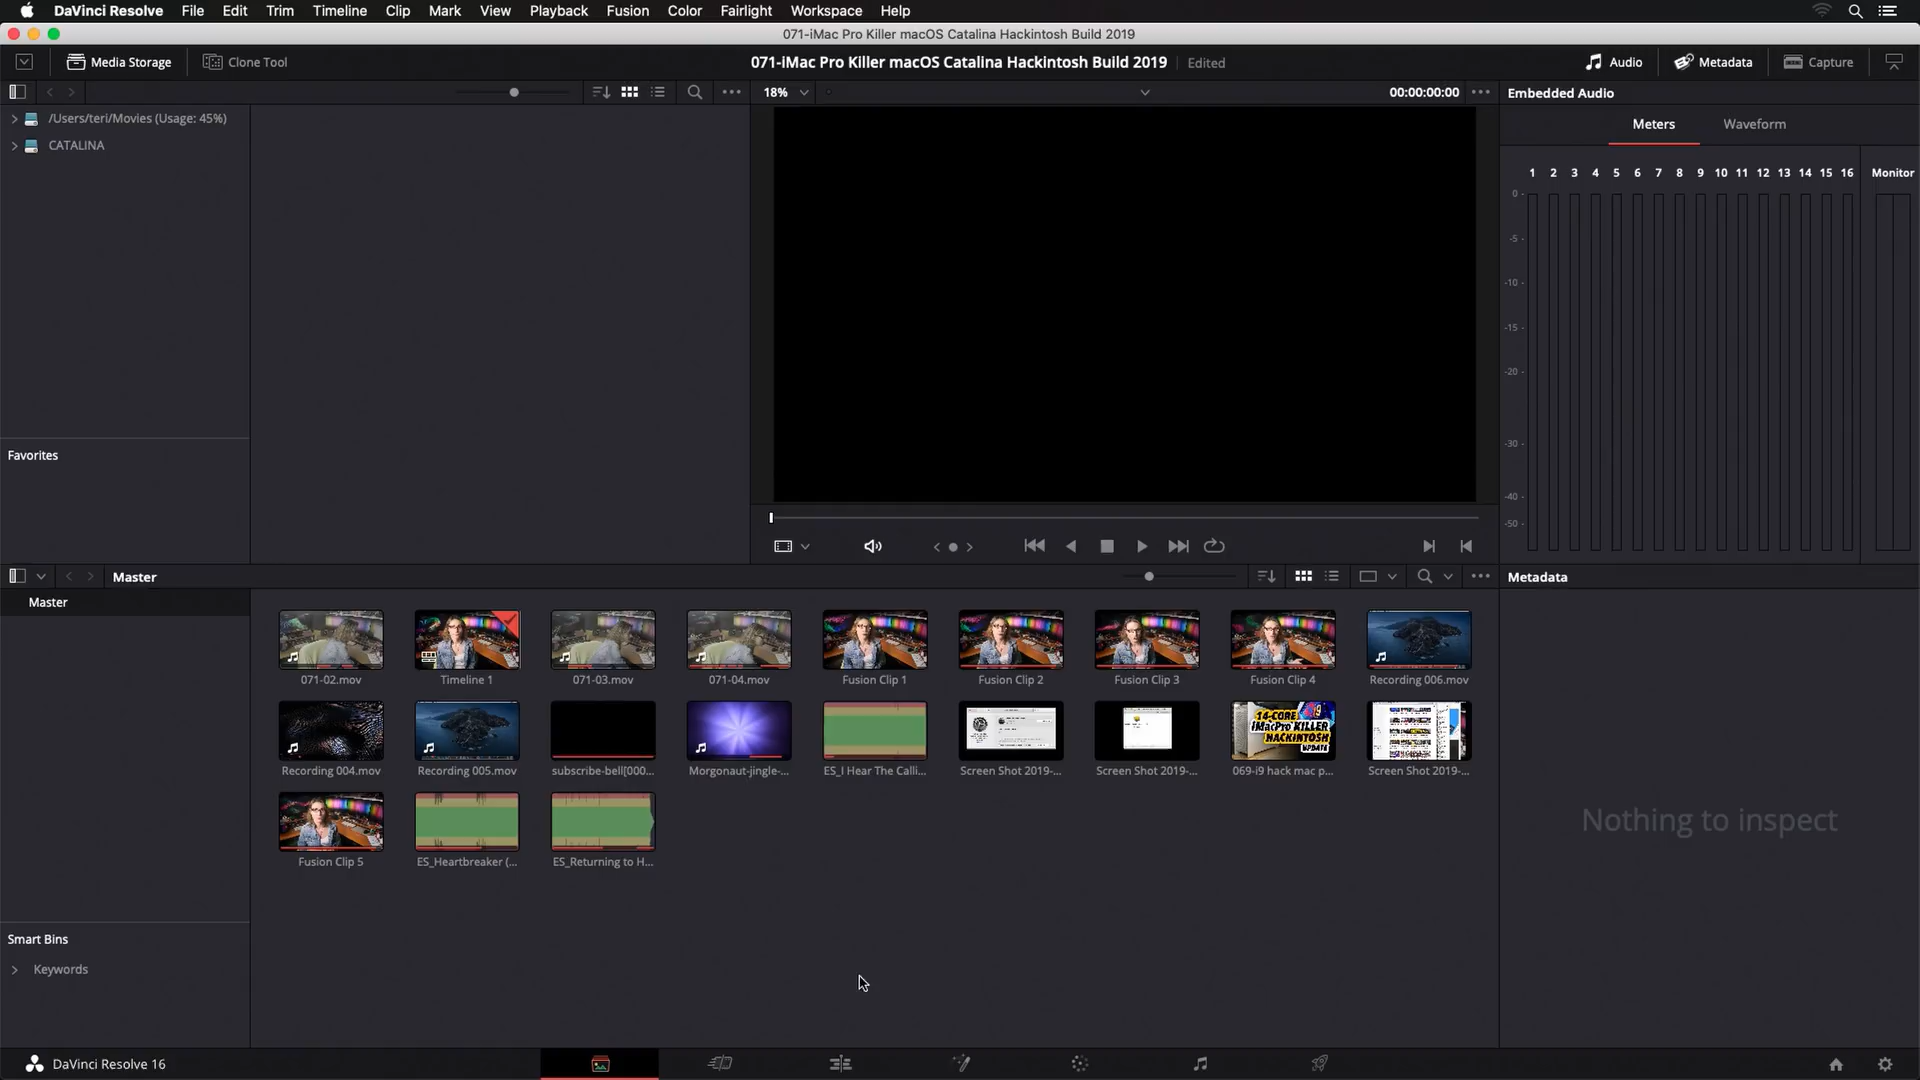 DaVinci Resolve File Edit Trim Timeline Clip Mark View Playback Fusion Color Fairlight Workspace Help
071-iMac Pro Killer macOS Catalina Hackintosh Build 2019
Media Storage Clone Tool 071-iMac Pro Killer macOS Catalina Hackintosh Build 2019 Edited Audio Metadata Capture
18% 00:00:00:00 Embedded Audio
/Users/teri/Movies (Usage: 45%)
CATALINA
Meters Waveform
1 2 3 4 5 6 7 8 9 10 11 12 13 14 15 16 Monitor
0
-5
-10
-15
-20
-30
-40
-50
Favorites
Master Metadata
Master
071-02.mov Timeline 1 071-03.mov 071-04.mov Fusion Clip 1 Fusion Clip 2 Fusion Clip 3 Fusion Clip 4 Recording 006.mov
14-CORE
iMacPro KILLER
HACKINTOSH
UPDATE
Recording 004.mov Recording 005.mov subscribe-bell[000... Morgonaut-jingle-... ES_I Hear The Calli... Screen Shot 2019-... Screen Shot 2019-... 069-i9 hack mac p... Screen Shot 2019-...
Fusion Clip 5 ES_Heartbreaker (... ES_Returning to H...
Nothing to inspect
Smart Bins
Keywords
DaVinci Resolve 16